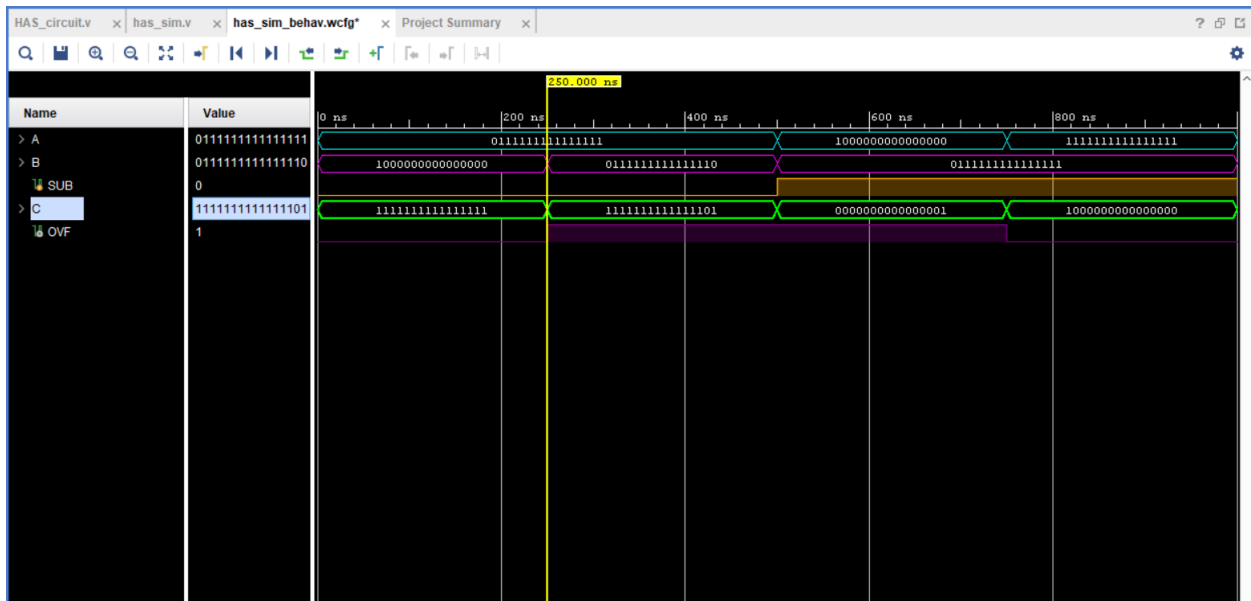 HAS_circuit.v x has_sim.v x has_sim_behav.wcfg* x Project Summary x ?
250.000 ns
Name Value 0 ns 200 ns 400 ns 600 ns 800 ns
> A 0111111111111111 0111111111111111 1000000000000000 1111111111111111
> B 0111111111111110 1000000000000000 0111111111111110 0111111111111111
SUB 0
> C 1111111111111101 1111111111111111 1111111111111101 0000000000000001 1000000000000000
OVF 1